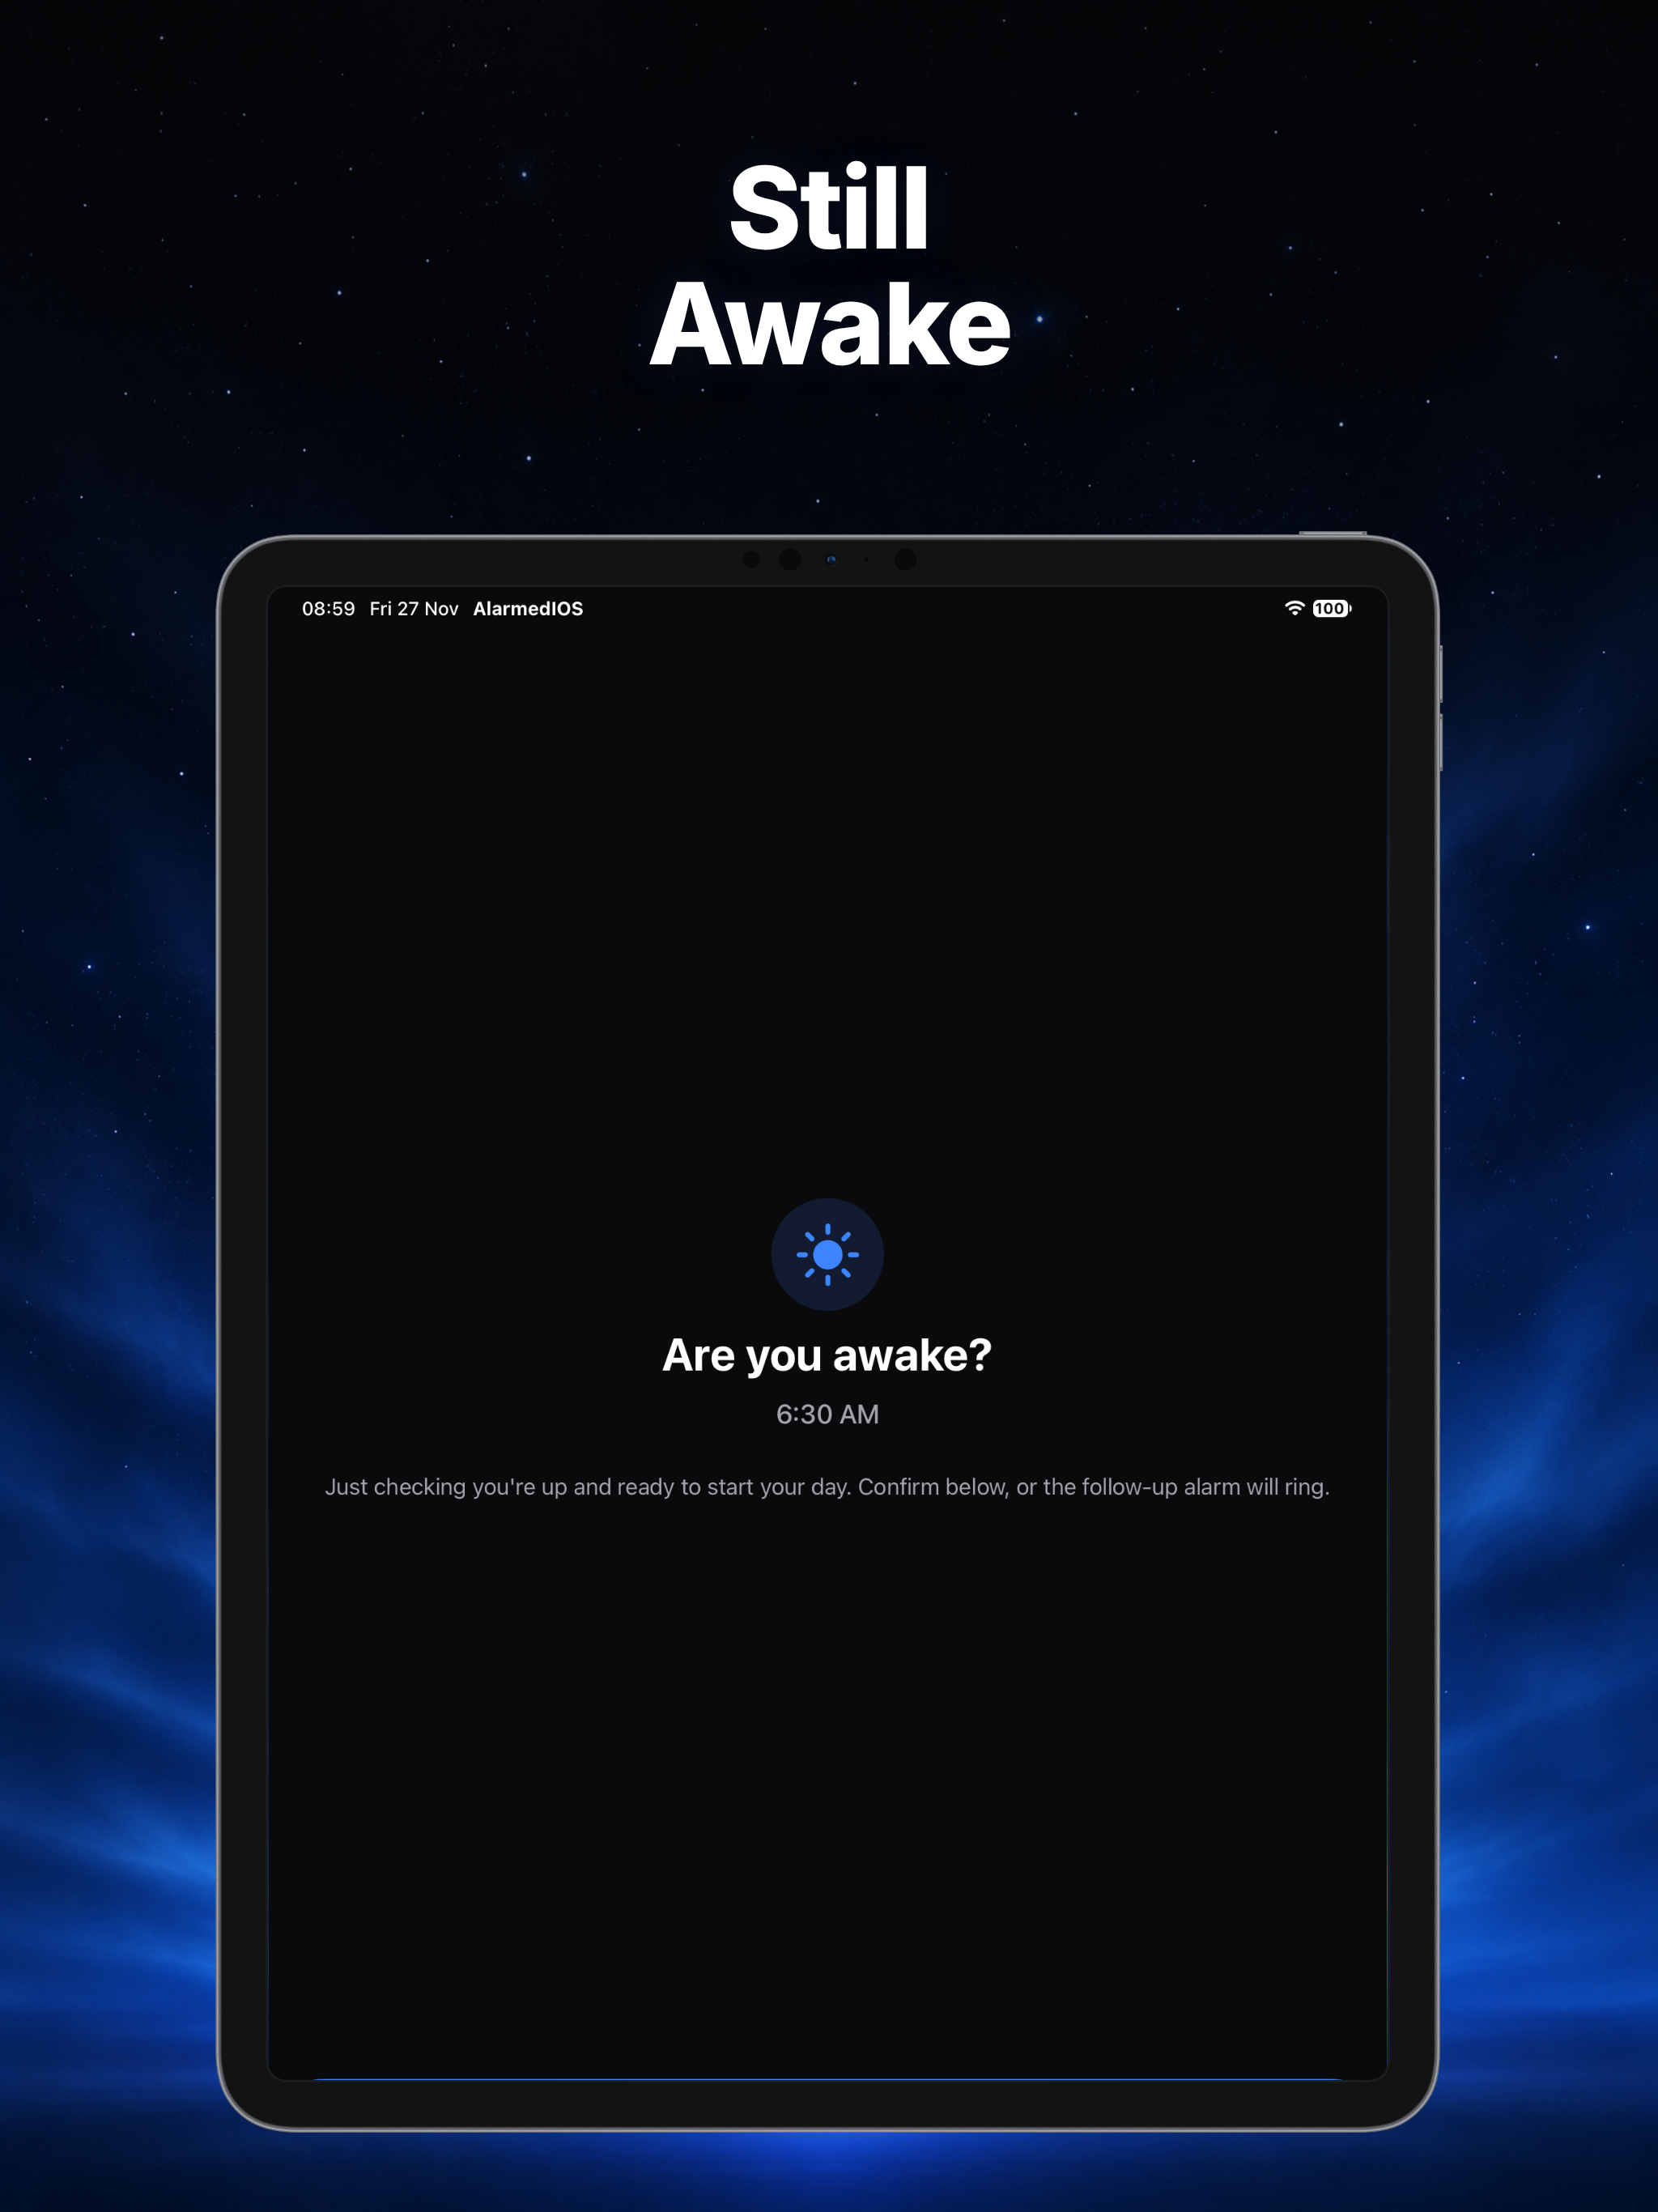 Still
Awake
08:59 Fri 27 Nov AlarmedIOS 100
Are you awake?
6:30 AM
Just checking you're up and ready to start your day. Confirm below, or the follow-up alarm will ring.